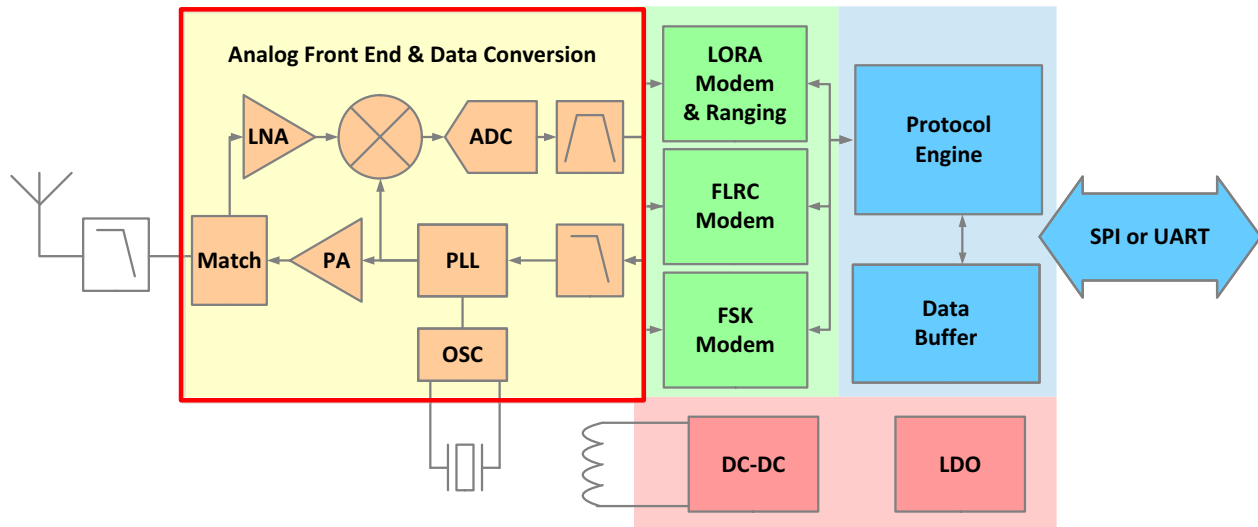 Analog Front End & Data Conversion
LNA
ADC
Match
PA
PLL
OSC
LORA
Modem
& Ranging
FLRC
Modem
FSK
Modem
Protocol
Engine
Data
Buffer
SPI or UART
DC-DC
LDO